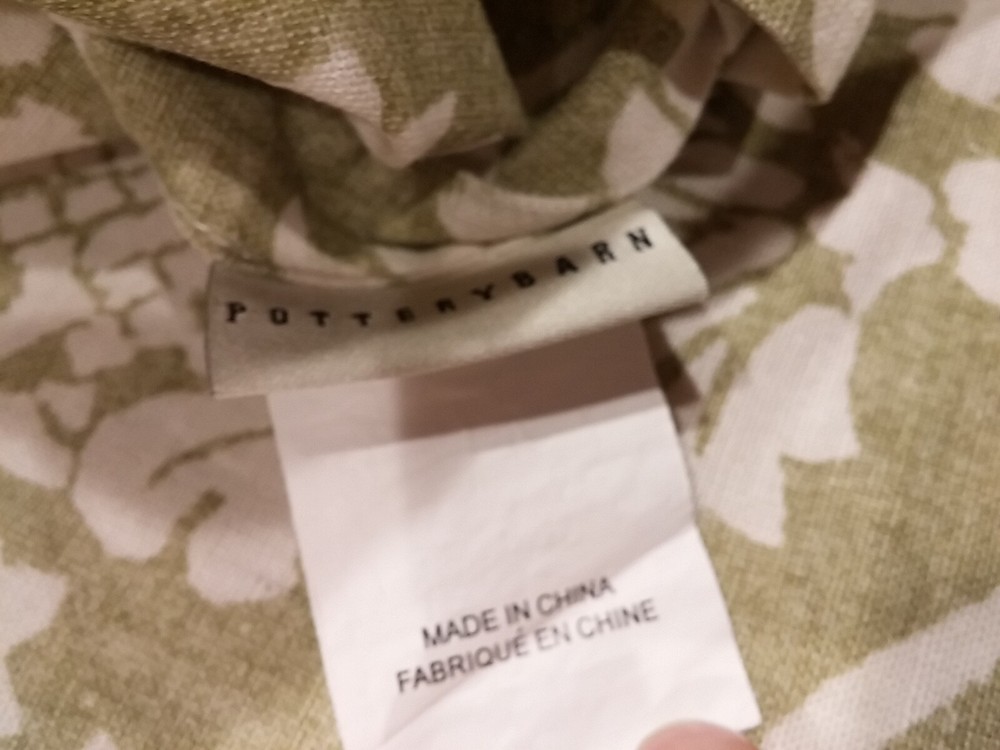 POTTERYBARN
MADE IN CHINA
FABRIQUÉ EN CHINE